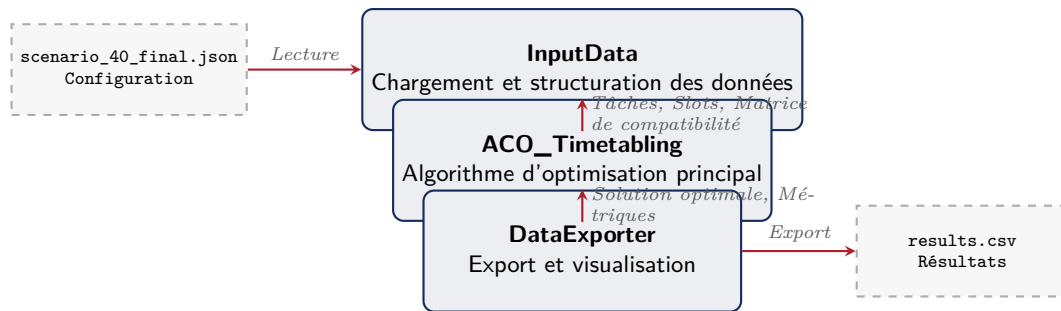 scenario_40_final.json
Configuration
Lecture
InputData
Chargement et structuration des données
Tâches, Slots, Matrice
de compatibilité
ACO_Timetabling
Algorithme d'optimisation principal
Solution optimale, Mé-
triques
DataExporter
Export et visualisation
Export
results.csv
Résultats